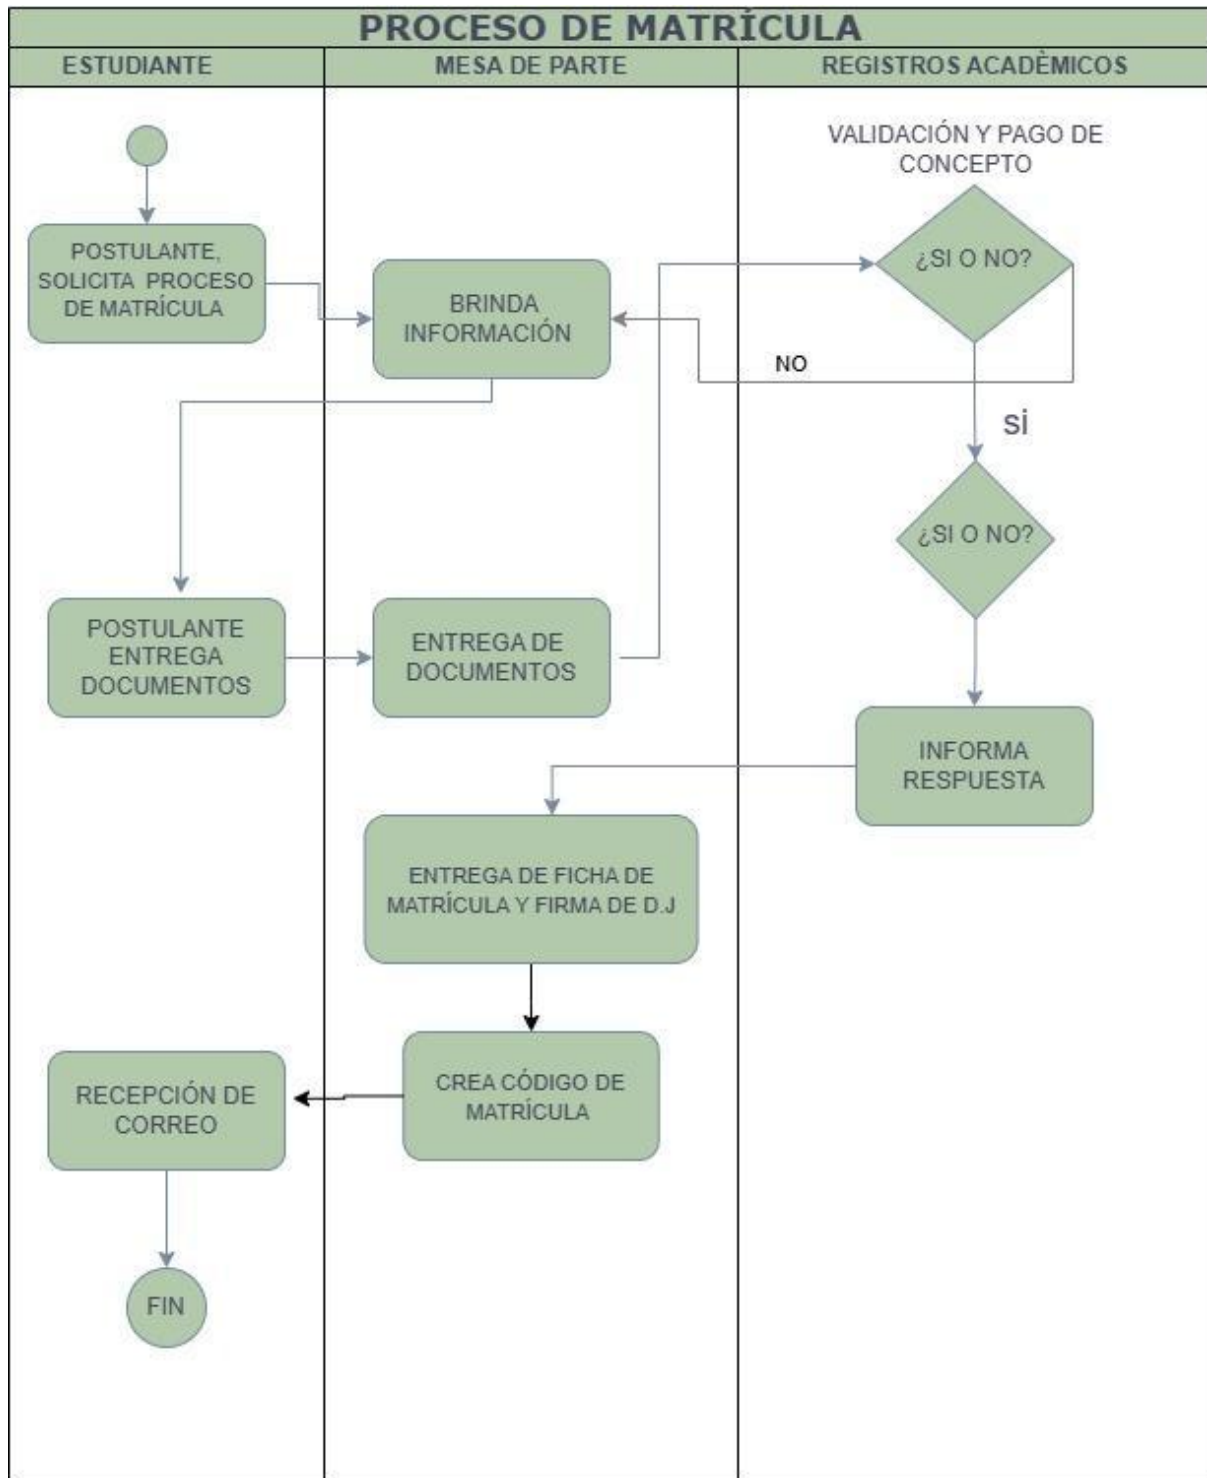 PROCESO DE MATRÍCULA
ESTUDIANTE
MESA DE PARTE
REGISTROS ACADÈMICOS
VALIDACIÓN Y PAGO DE
CONCEPTO
POSTULANTE,
SOLICITA PROCESO
DE MATRÍCULA
BRINDA
INFORMACIÓN
¿SI O NO?
NO
SÍ
¿SI O NO?
POSTULANTE
ENTREGA
DOCUMENTOS
ENTREGA DE
DOCUMENTOS
INFORMA
RESPUESTA
ENTREGA DE FICHA DE
MATRÍCULA Y FIRMA DE D.J
CREA CÓDIGO DE
MATRÍCULA
RECEPCIÓN DE
CORREO
FIN